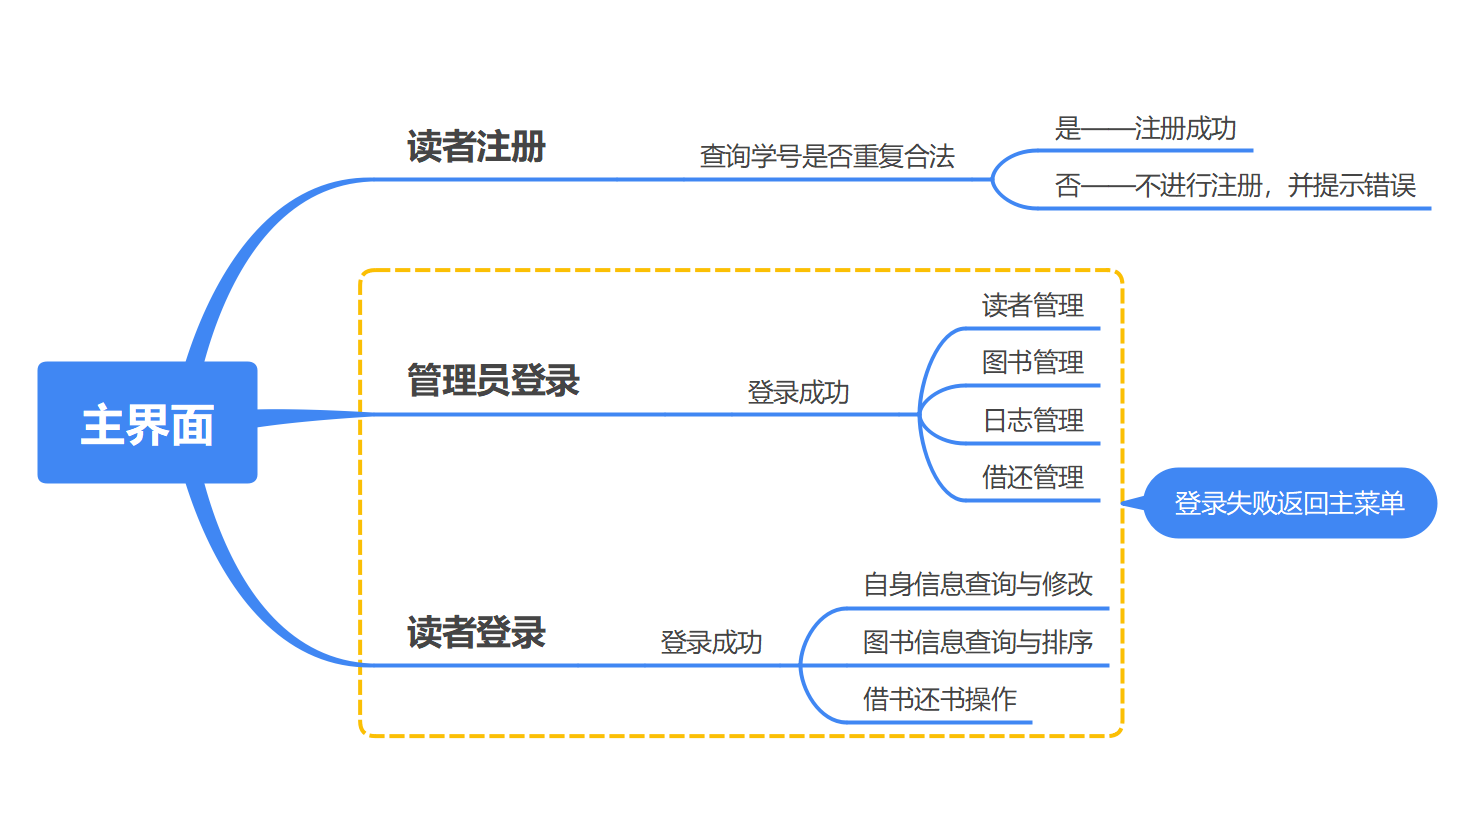 主界面
读者注册
查询学号是否重复合法
是——注册成功
否——不进行注册，并提示错误
管理员登录
登录成功
读者管理
图书管理
日志管理
借还管理
读者登录
登录成功
自身信息查询与修改
图书信息查询与排序
借书还书操作
登录失败返回主菜单